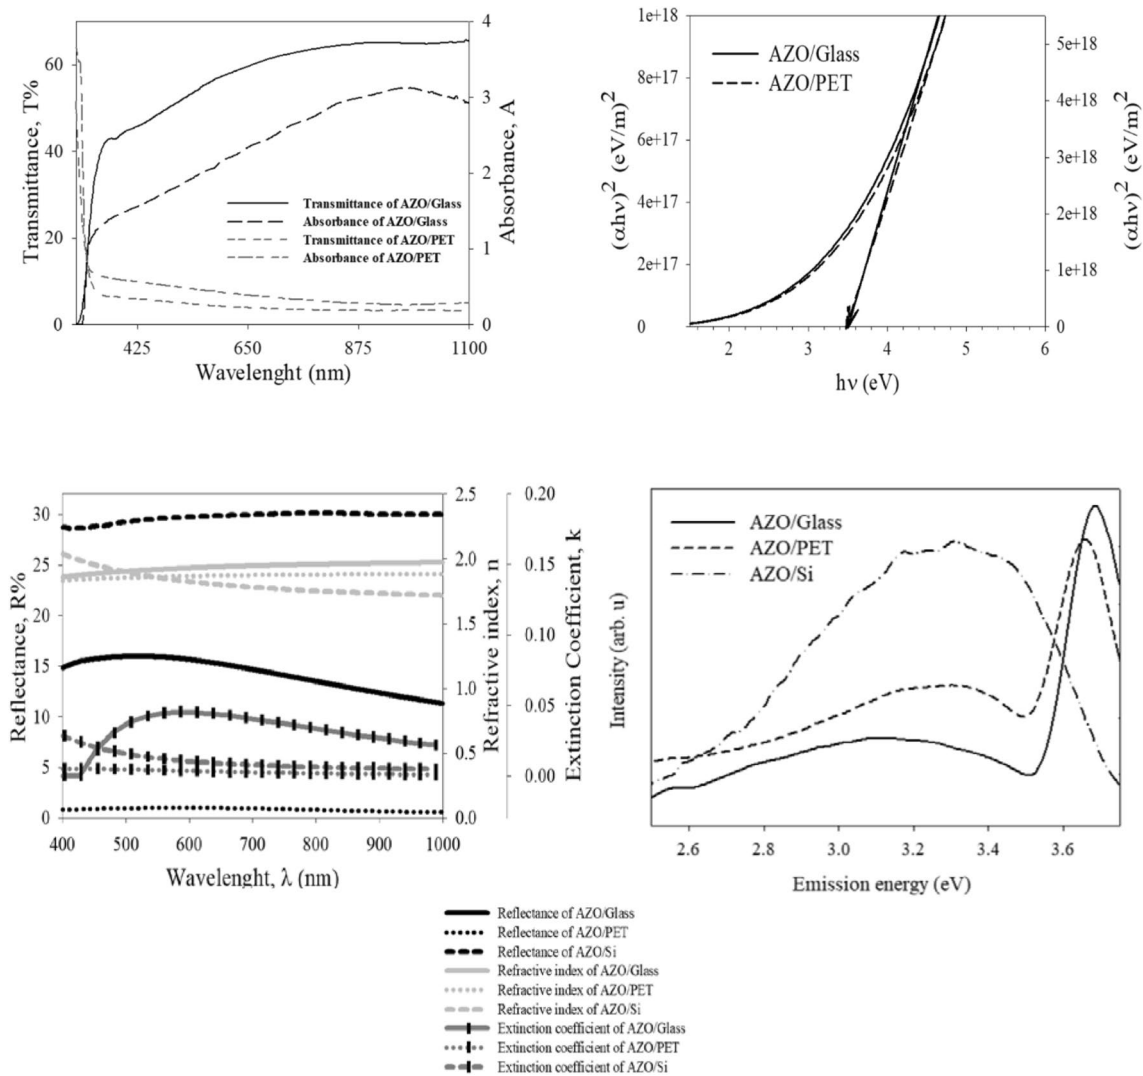 Transmittance, T%
60
40
20
0
4
3
2
1
0
Absorbance, A
Transmittance of AZO/Glass
Absorbance of AZO/Glass
Transmittance of AZO/PET
Absorbance of AZO/PET
425 650 875 1100
Wavelenght (nm)
(αhν)² (eV/m)²
1e+18
8e+17
6e+17
4e+17
2e+17
0
AZO/Glass
AZO/PET
5e+18
4e+18
3e+18
2e+18
1e+18
0
(αhν)² (eV/m)²
2 3 4 5 6
hν (eV)
Reflectance, R%
30
25
20
15
10
5
0
2.5
2.0
1.5
1.0
0.5
0.0
Refractive index, n
0.20
0.15
0.10
0.05
0.00
Extinction Coefficient, k
400 500 600 700 800 900 1000
Wavelenght, λ (nm)
Intensity (arb. u)
AZO/Glass
AZO/PET
AZO/Si
2.6 2.8 3.0 3.2 3.4 3.6
Emission energy (eV)
Reflectance of AZO/Glass
Reflectance of AZO/PET
Reflectance of AZO/Si
Refractive index of AZO/Glass
Refractive index of AZO/PET
Refractive index of AZO/Si
Extinction coefficient of AZO/Glass
Extinction coefficient of AZO/PET
Extinction coefficient of AZO/Si